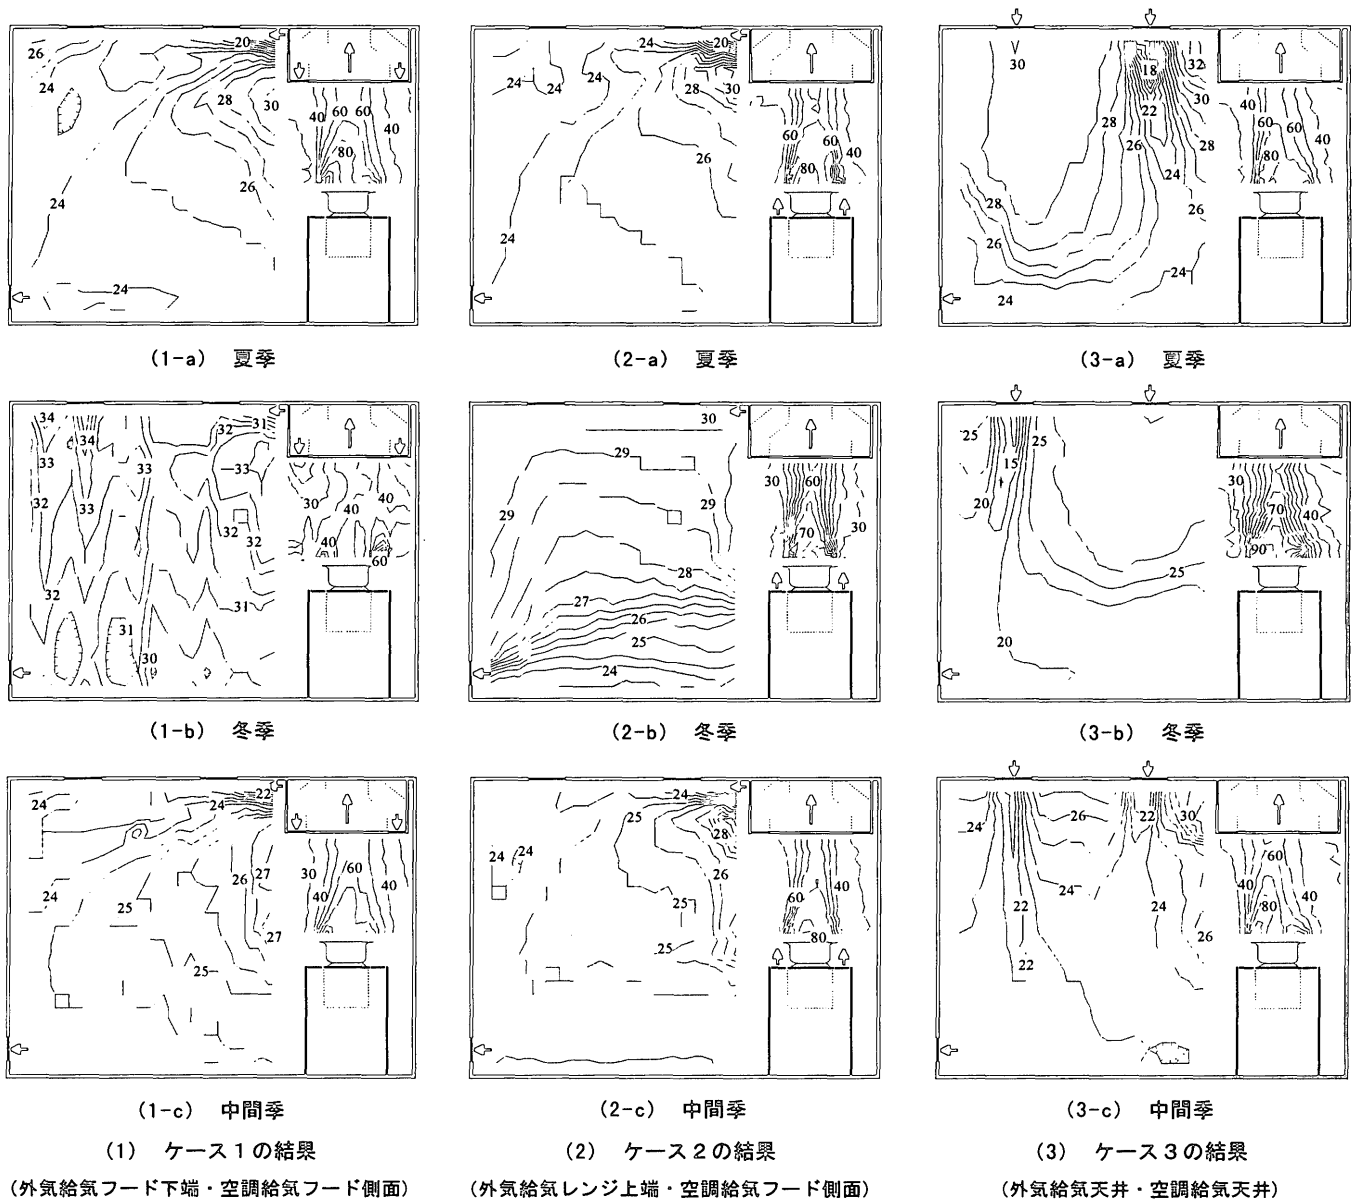 26 24 20 28 30 40 60 60 40 80 26 24 24
24 20 24 24 24 28 30 26 60 60 40 80 24
30 18 32 30 22 28 26 28 24 26 28 26 24 24 40 60 60 40 80
(1-a) 夏季
(2-a) 夏季
(3-a) 夏季
34 34 33 33 32 31 33 33 32 32 32 32 31 31 30 30 40 40 40 60
30 29 29 29 28 27 26 25 24 30 60 30 70
25 25 15 20 25 20 30 70 40 90
(1-b) 冬季
(2-b) 冬季
(3-b) 冬季
24 22 24 24 25 26 27 27 25 30 60 40 40
24 25 28 24 24 26 25 25 60 40 80
24 26 22 30 24 22 24 26 22 60 40 40 80
(1-c) 中間季
(2-c) 中間季
(3-c) 中間季
(1) ケース1の結果
(2) ケース2の結果
(3) ケース3の結果
(外気給気フード下端・空調給気フード側面)
(外気給気レンジ上端・空調給気フード側面)
(外気給気天井・空調給気天井)